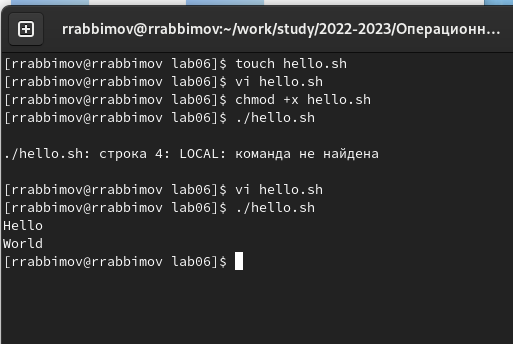 rrabbimov@rrabbimov:~/work/study/2022-2023/Операционн...
[rrabbimov@rrabbimov lab06]$ touch hello.sh
[rrabbimov@rrabbimov lab06]$ vi hello.sh
[rrabbimov@rrabbimov lab06]$ chmod +x hello.sh
[rrabbimov@rrabbimov lab06]$ ./hello.sh
./hello.sh: строка 4: LOCAL: команда не найдена
[rrabbimov@rrabbimov lab06]$ vi hello.sh
[rrabbimov@rrabbimov lab06]$ ./hello.sh
Hello
World
[rrabbimov@rrabbimov lab06]$